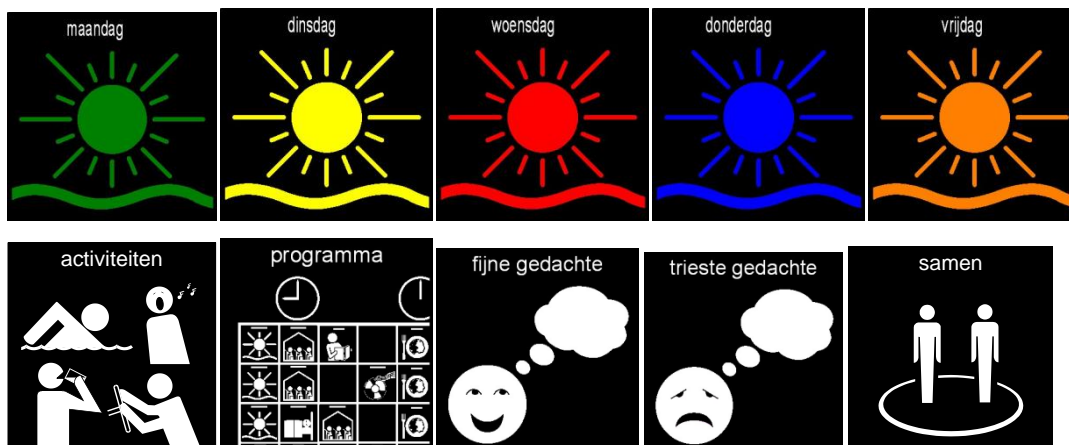 maandag
dinsdag
woensdag
donderdag
vrijdag
activiteiten
programma
fijne gedachte
trieste gedachte
samen